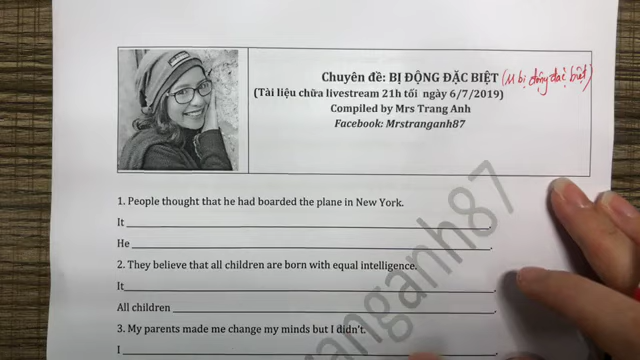 Chuyên đề: BỊ ĐỘNG ĐẶC BIỆT (11 bị động đặc biệt)
(Tài liệu chữa livestream 21h tối ngày 6/7/2019)
Compiled by Mrs Trang Anh
Facebook: Mrstranganh87
1. People thought that he had boarded the plane in New York.
It
He
2. They believe that all children are born with equal intelligence.
It
All children
3. My parents made me change my minds but I didn't.
I
tranganh87